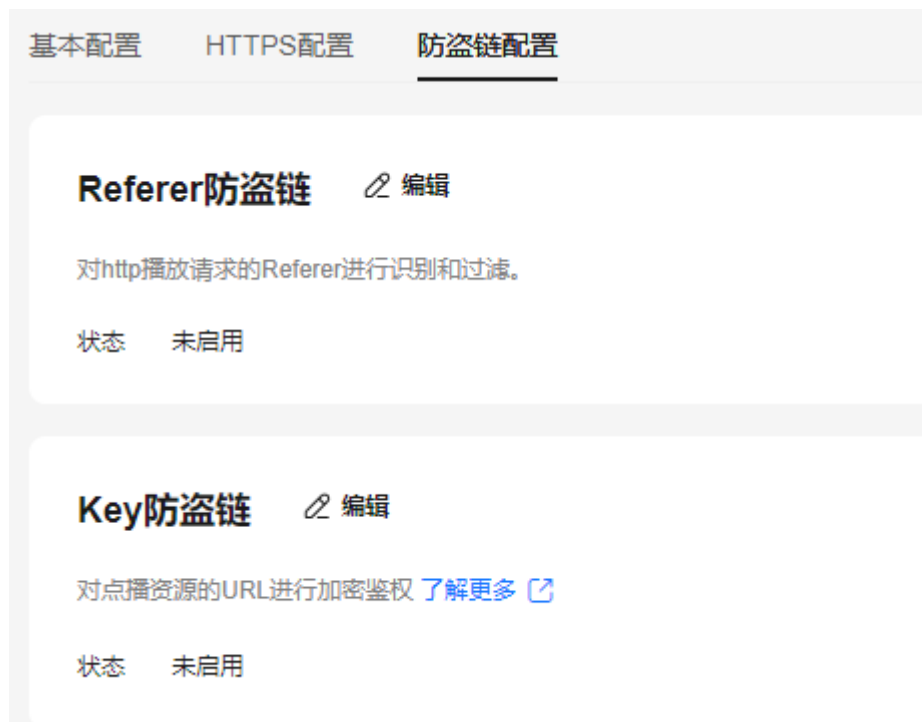 基本配置 HTTPS配置 防盗链配置
Referer防盗链 编辑
对http播放请求的Referer进行识别和过滤。
状态 未启用
Key防盗链 编辑
对点播资源的URL进行加密鉴权 了解更多
状态 未启用